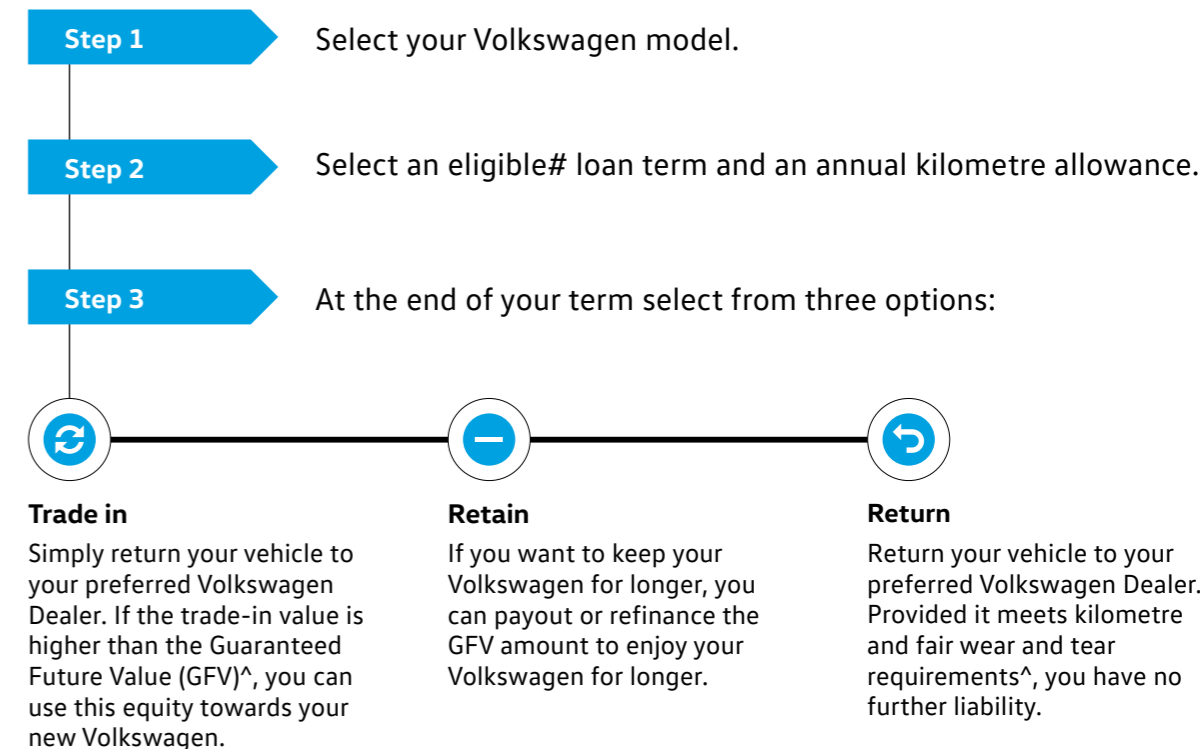 Step 1
Select your Volkswagen model.
Step 2
Select an eligible# loan term and an annual kilometre allowance.
Step 3
At the end of your term select from three options:
Trade in
Simply return your vehicle to
your preferred Volkswagen
Dealer. If the trade-in value is
higher than the Guaranteed
Future Value (GFV)^, you can
use this equity towards your
new Volkswagen.
Retain
If you want to keep your
Volkswagen for longer, you
can payout or refinance the
GFV amount to enjoy your
Volkswagen for longer.
Return
Return your vehicle to your
preferred Volkswagen Dealer.
Provided it meets kilometre
and fair wear and tear
requirements^, you have no
further liability.